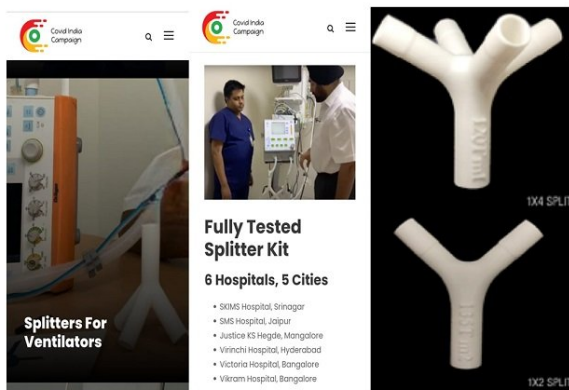 Covid India
Campaign
Splitters For
Ventilators
Covid India
Campaign
Fully Tested
Splitter Kit
6 Hospitals, 5 Cities
• SKIMS Hospital, Srinagar
• SMS Hospital, Jaipur
• Justice KS Hegde, Mangalore
• Virinchi Hospital, Hyderabad
• Victoria Hospital, Bangalore
• Vikram Hospital, Bangalore
1X4 SPLIT
1X2 SPLIT